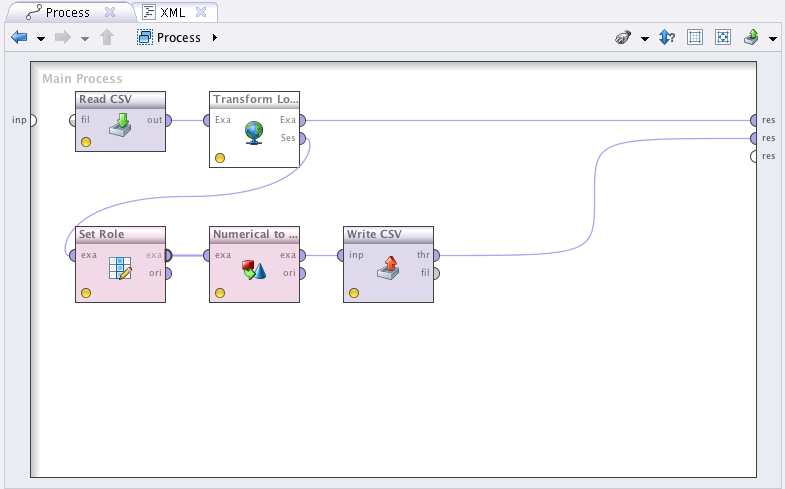 Process
XML
Process
Main Process
Read CSV
Transform Lo...
inp
fil
out
Exa
Exa
res
Ses
res
res
Set Role
Numerical to ...
Write CSV
exa
exa
exa
exa
inp
thr
ori
ori
fil